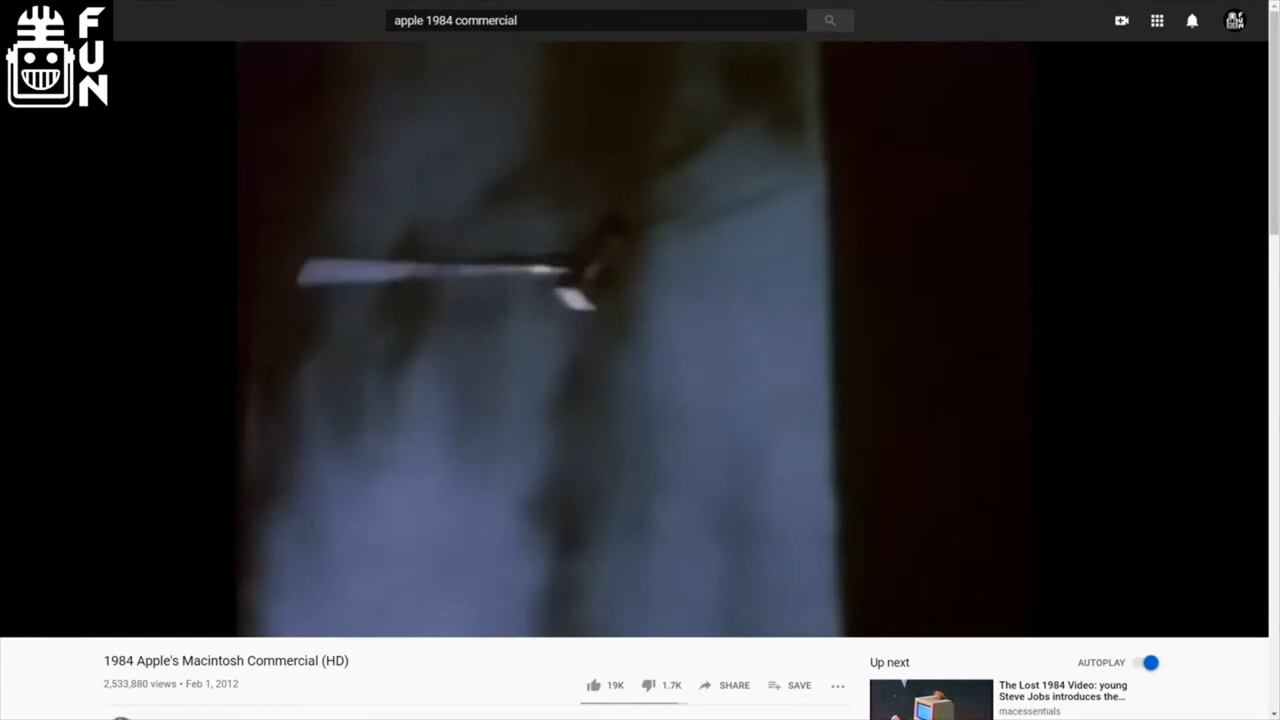 FUN
apple 1984 commercial
FUN
1984 Apple's Macintosh Commercial (HD)
2,533,880 views • Feb 1, 2012
19K
1.7K
SHARE
SAVE
Up next
AUTOPLAY
The Lost 1984 Video: young
Steve Jobs introduces the...
macessentials